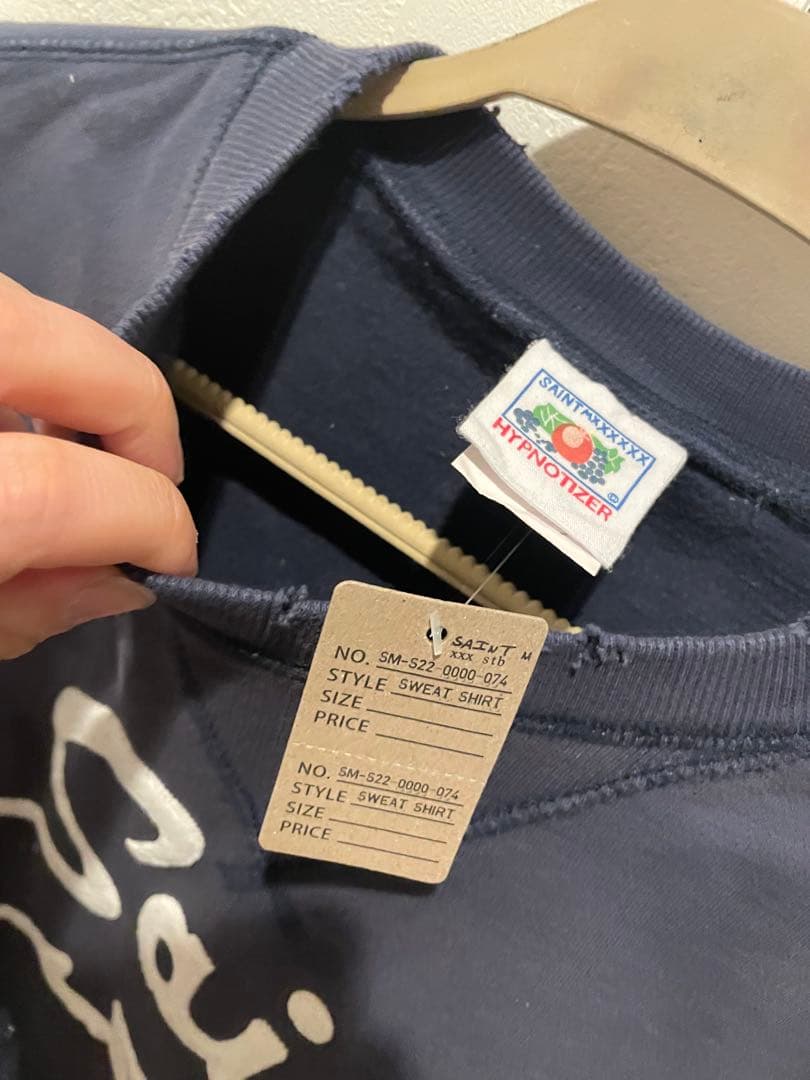 SAINT MXXXXXX
HYPNOTIZER
SAINT M
xxx stb
NO. SM-S22-0000-074
STYLE SWEAT SHIRT
SIZE
PRICE
NO. SM-S22-0000-074
STYLE SWEAT SHIRT
SIZE
PRICE